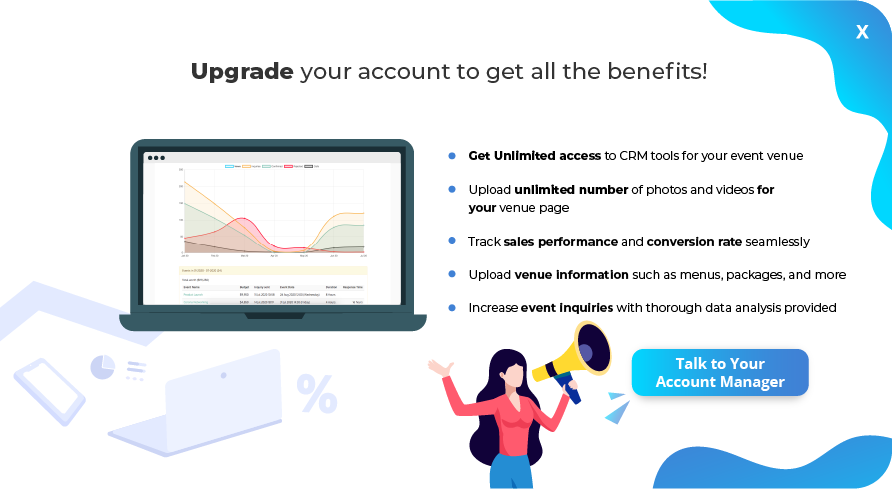 X
Upgrade your account to get all the benefits!
Get Unlimited access to CRM tools for your event venue
Upload unlimited number of photos and videos for
your venue page
Track sales performance and conversion rate seamlessly
Upload venue information such as menus, packages, and more
Increase event inquiries with thorough data analysis provided
%
Talk to Your
Account Manager